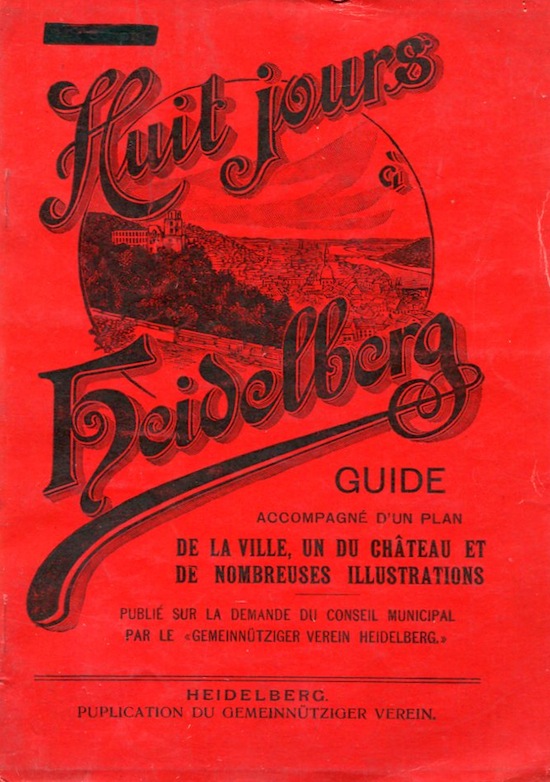 Huit jours
à
Heidelberg
GUIDE
ACCOMPAGNÉ D'UN PLAN
DE LA VILLE, UN DU CHÂTEAU ET
DE NOMBREUSES ILLUSTRATIONS
PUBLIÉ SUR LA DEMANDE DU CONSEIL MUNICIPAL
PAR LE «GEMEINNÜTZIGER VEREIN HEIDELBERG.»
HEIDELBERG.
PUPLICATION DU GEMEINNÜTZIGER VEREIN.